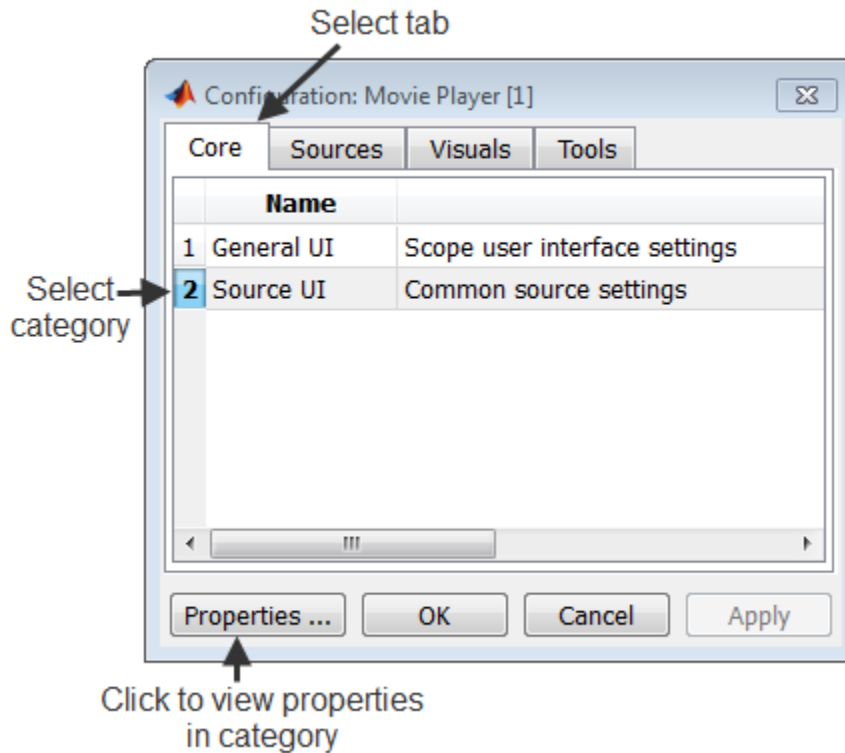 Select tab
Configuration: Movie Player [1]
Core Sources Visuals Tools
Name
1 General UI Scope user interface settings
2 Source UI Common source settings
Select
category
Properties ... OK Cancel Apply
Click to view properties
in category